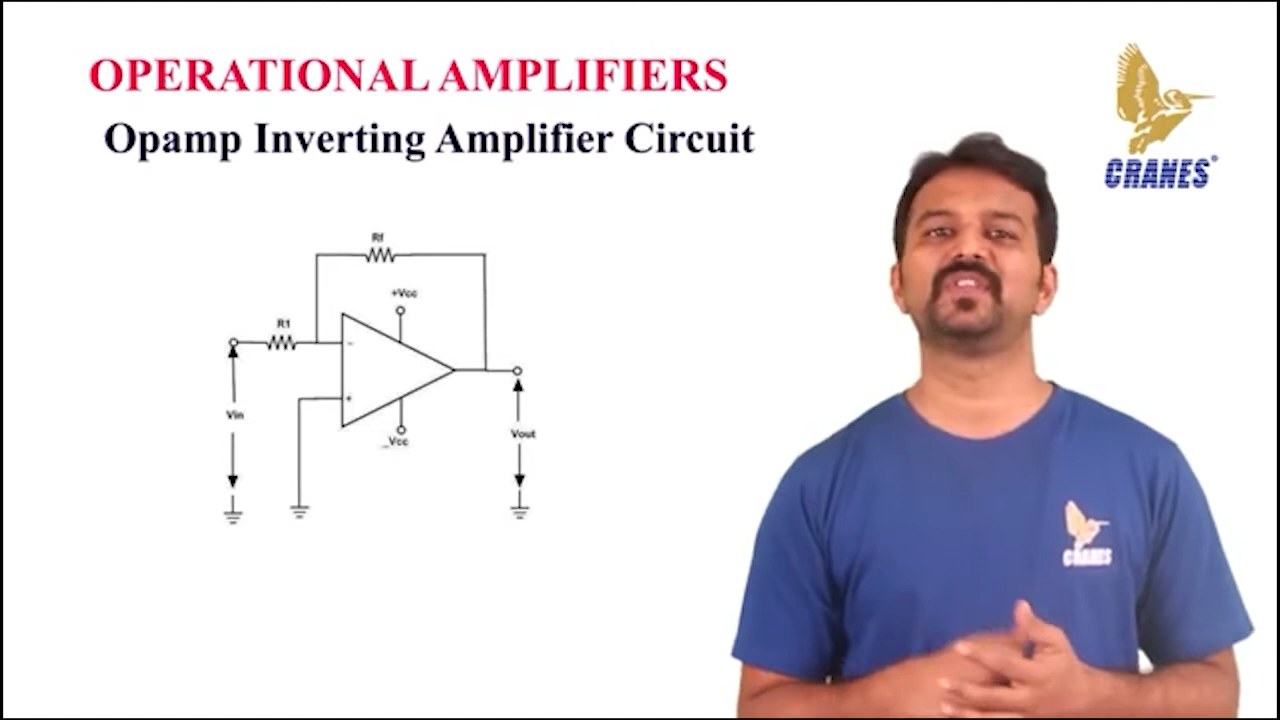 OPERATIONAL AMPLIFIERS
Opamp Inverting Amplifier Circuit
CRANES®
Rf
+Vcc
R1
-
Vin
+
_Vcc
Vout
CRANES